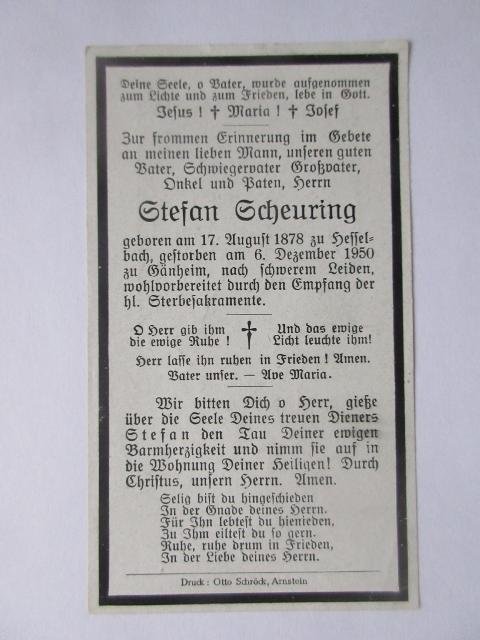 Deine Seele, o Vater, wurde aufgenommen
zum Lichte und zum Frieden, lebe in Gott.
Jesus ! † Maria ! † Josef
Zur frommen Erinnerung im Gebete
an meinen lieben Mann, unseren guten
Vater, Schwiegervater Großvater,
Onkel und Paten, Herrn
Stefan Scheuring
geboren am 17. August 1878 zu Hessel-
bach, gestorben am 6. Dezember 1950
zu Gänheim, nach schwerem Leiden,
wohlvorbereitet durch den Empfang der
hl. Sterbesakramente.
O Herr gib ihm † Und das ewige
die ewige Ruhe ! Licht leuchte ihm!
Herr lasse ihn ruhen in Frieden ! Amen.
Vater unser. — Ave Maria.
Wir bitten Dich o Herr, gieße
über die Seele Deines treuen Dieners
Stefan den Tau Deiner ewigen
Barmherzigkeit und nimm sie auf in
die Wohnung Deiner Heiligen! Durch
Christus, unsern Herrn. Amen.
Selig bist du hingeschieden
In der Gnade deines Herrn.
Für Ihn lebtest du hienieden,
Zu Ihm eiltest du so gern.
Ruhe, ruhe drum in Frieden,
In der Liebe deines Herrn.
Druck : Otto Schröck, Arnstein